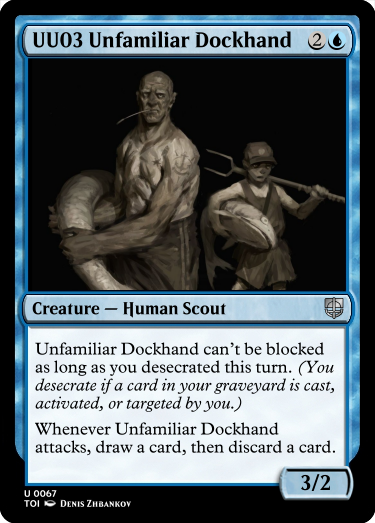 UU03 Unfamiliar Dockhand 2
Creature — Human Scout
Unfamiliar Dockhand can't be blocked
as long as you desecrated this turn. (You
desecrate if a card in your graveyard is cast,
activated, or targeted by you.)
Whenever Unfamiliar Dockhand
attacks, draw a card, then discard a card.
3/2
U 0067
TOI DENIS ZHBANKOV